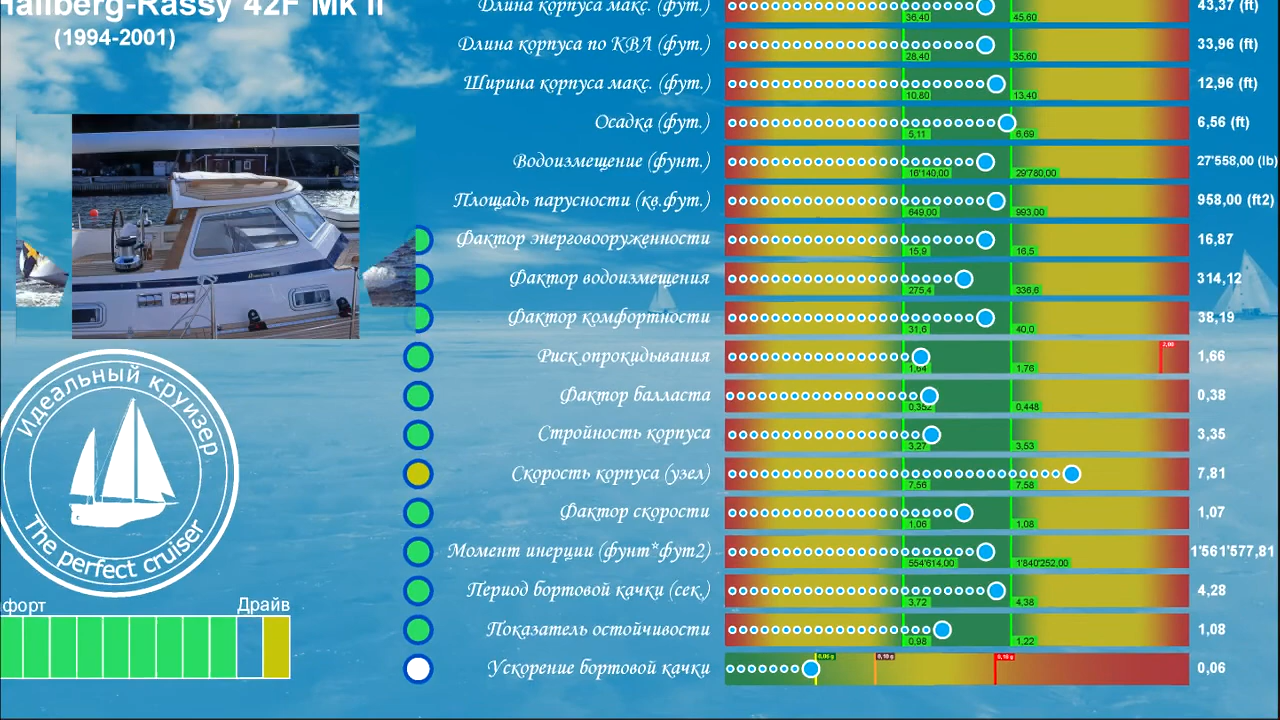 Hallberg-Rassy 42F Mk II
(1994-2001)
Длина корпуса макс. (фут.) 36,40 45,60 43,37 (ft)
Длина корпуса по КВЛ (фут.) 28,40 35,60 33,96 (ft)
Ширина корпуса макс. (фут.) 10,80 13,40 12,96 (ft)
Осадка (фут.) 5,11 6,69 6,56 (ft)
Водоизмещение (фунт.) 16'140,00 29'780,00 27'558,00 (lb)
Площадь парусности (кв.фут.) 649,00 993,00 958,00 (ft2)
Фактор энерговооруженности 15,9 16,5 16,87
Фактор водоизмещения 275,4 336,6 314,12
Фактор комфортности 31,6 40,0 38,19
Риск опрокидывания 1,64 1,76 2,00 1,66
Фактор балласта 0,352 0,448 0,38
Стройность корпуса 3,27 3,53 3,35
Скорость корпуса (узел) 7,56 7,58 7,81
Фактор скорости 1,06 1,08 1,07
Момент инерции (фунт*фут2) 554'614,00 1'840'252,00 1'561'577,81
Период бортовой качки (сек.) 3,72 4,38 4,28
Показатель остойчивости 0,98 1,22 1,08
Ускорение бортовой качки 0,06 g 0,10 g 0,18 g 0,06
Идеальный круизер
The perfect cruiser
форт Драйв